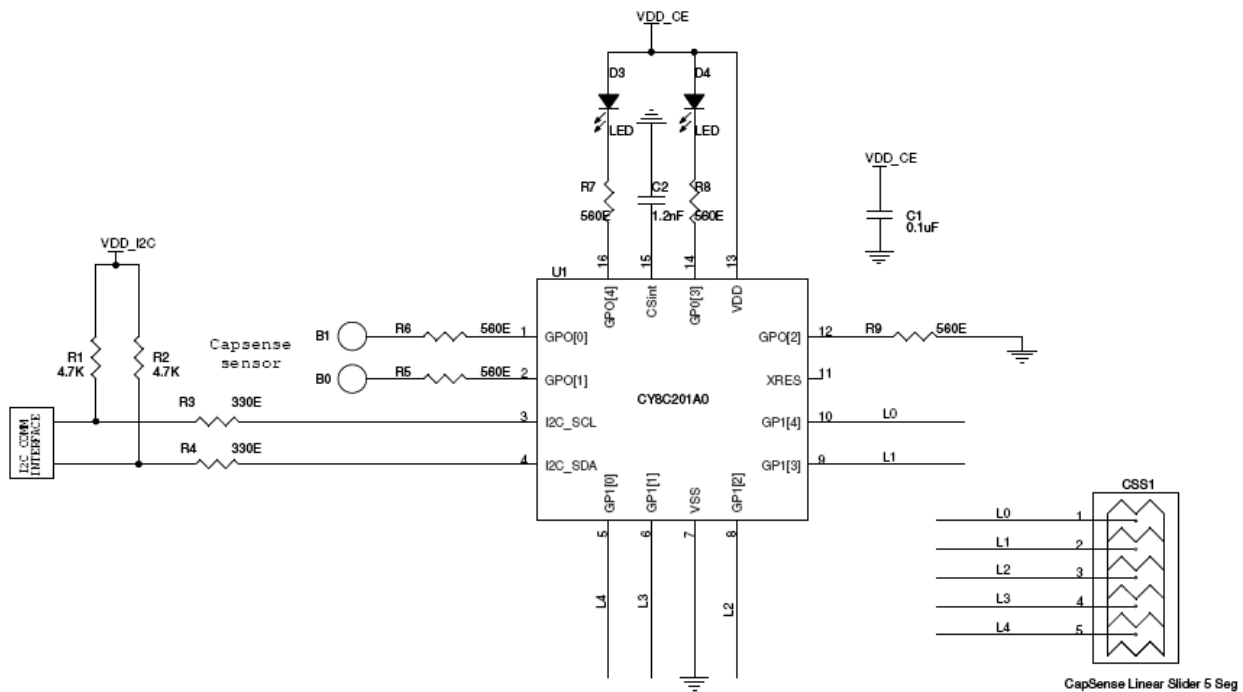 VDD_CE
D3
D4
LED
LED
R7
C2
R8
560E
1.2nF
560E
VDD_CE
C1
0.1uF
VDD_I2C
R1
4.7K
R2
4.7K
16
15
14
13
U1
GPO[4]
CSint
GP0[3]
VDD
B1
R6
560E
1
GPO[0]
Capsense
sensor
B0
R5
560E
2
GPO[1]
GPO[2]
12
R9
560E
XRES
11
CY8C201A0
R3
330E
3
I2C_SCL
GP1[4]
10
L0
I2C COMM
INTERFACE
R4
330E
4
I2C_SDA
GP1[3]
9
L1
GP1[0]
GP1[1]
VSS
GP1[2]
5
6
7
8
L4
L3
L2
CSS1
L0
1
L1
2
L2
3
L3
4
L4
5
CapSense Linear Slider 5 Seg